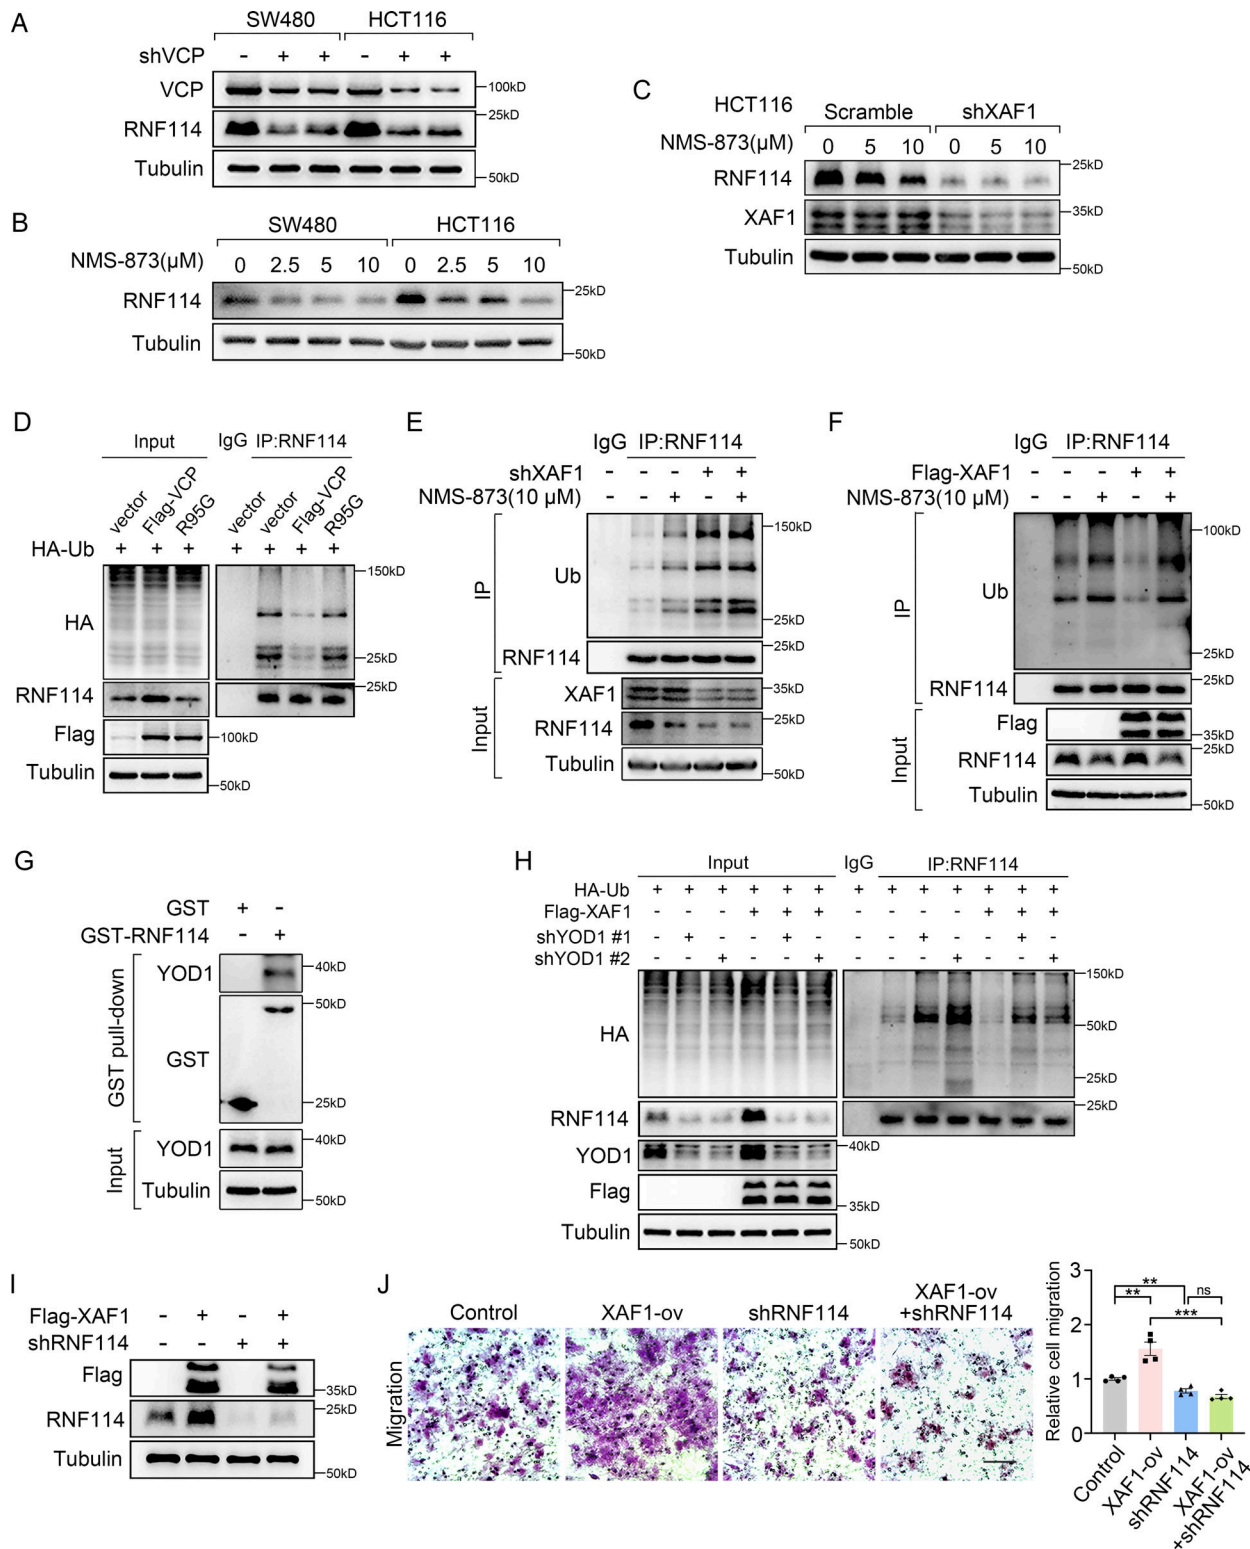 A
SW480 HCT116
shVCP - + + - + +
VCP 100kD
RNF114 25kD
Tubulin 50kD
B
SW480 HCT116
NMS-873(μM) 0 2.5 5 10 0 2.5 5 10
RNF114 25kD
Tubulin 50kD
C
HCT116 Scramble shXAF1
NMS-873(μM) 0 5 10 0 5 10
RNF114 25kD
XAF1 35kD
Tubulin 50kD
D
Input IgG IP:RNF114
vector Flag-VCP R95G vector vector Flag-VCP R95G
HA-Ub + + + + + + +
HA 150kD
25kD
RNF114 25kD
Flag 100kD
Tubulin 50kD
E
IgG IP:RNF114
shXAF1 - - - + +
NMS-873(10 μM) - - + - +
IP
Ub 150kD
25kD
RNF114 25kD
Input
XAF1 35kD
RNF114 25kD
Tubulin 50kD
F
IgG IP:RNF114
Flag-XAF1 - - - + +
NMS-873(10 μM) - - + - +
IP
Ub 100kD
25kD
RNF114 25kD
Input
Flag 35kD
RNF114 25kD
Tubulin 50kD
G
GST + -
GST-RNF114 - +
GST pull-down
YOD1 40kD
50kD
GST
25kD
Input
YOD1 40kD
Tubulin 50kD
H
Input IgG IP:RNF114
HA-Ub + + + + + + + + + + + + +
Flag-XAF1 - - - + + + - - - - + + +
shYOD1 #1 - + - - + - - - + - - + -
shYOD1 #2 - - + - - + - - - + - - +
HA 150kD
50kD
25kD
RNF114 25kD
YOD1 40kD
Flag 35kD
Tubulin 50kD
I
Flag-XAF1 - + - +
shRNF114 - - + +
Flag 35kD
RNF114 25kD
Tubulin 50kD
J
Control XAF1-ov shRNF114 XAF1-ov
+shRNF114
Migration
Relative cell migration
3
2
1
0
** ns
**
***
Control
XAF1-ov
shRNF114
XAF1-ov
+shRNF114